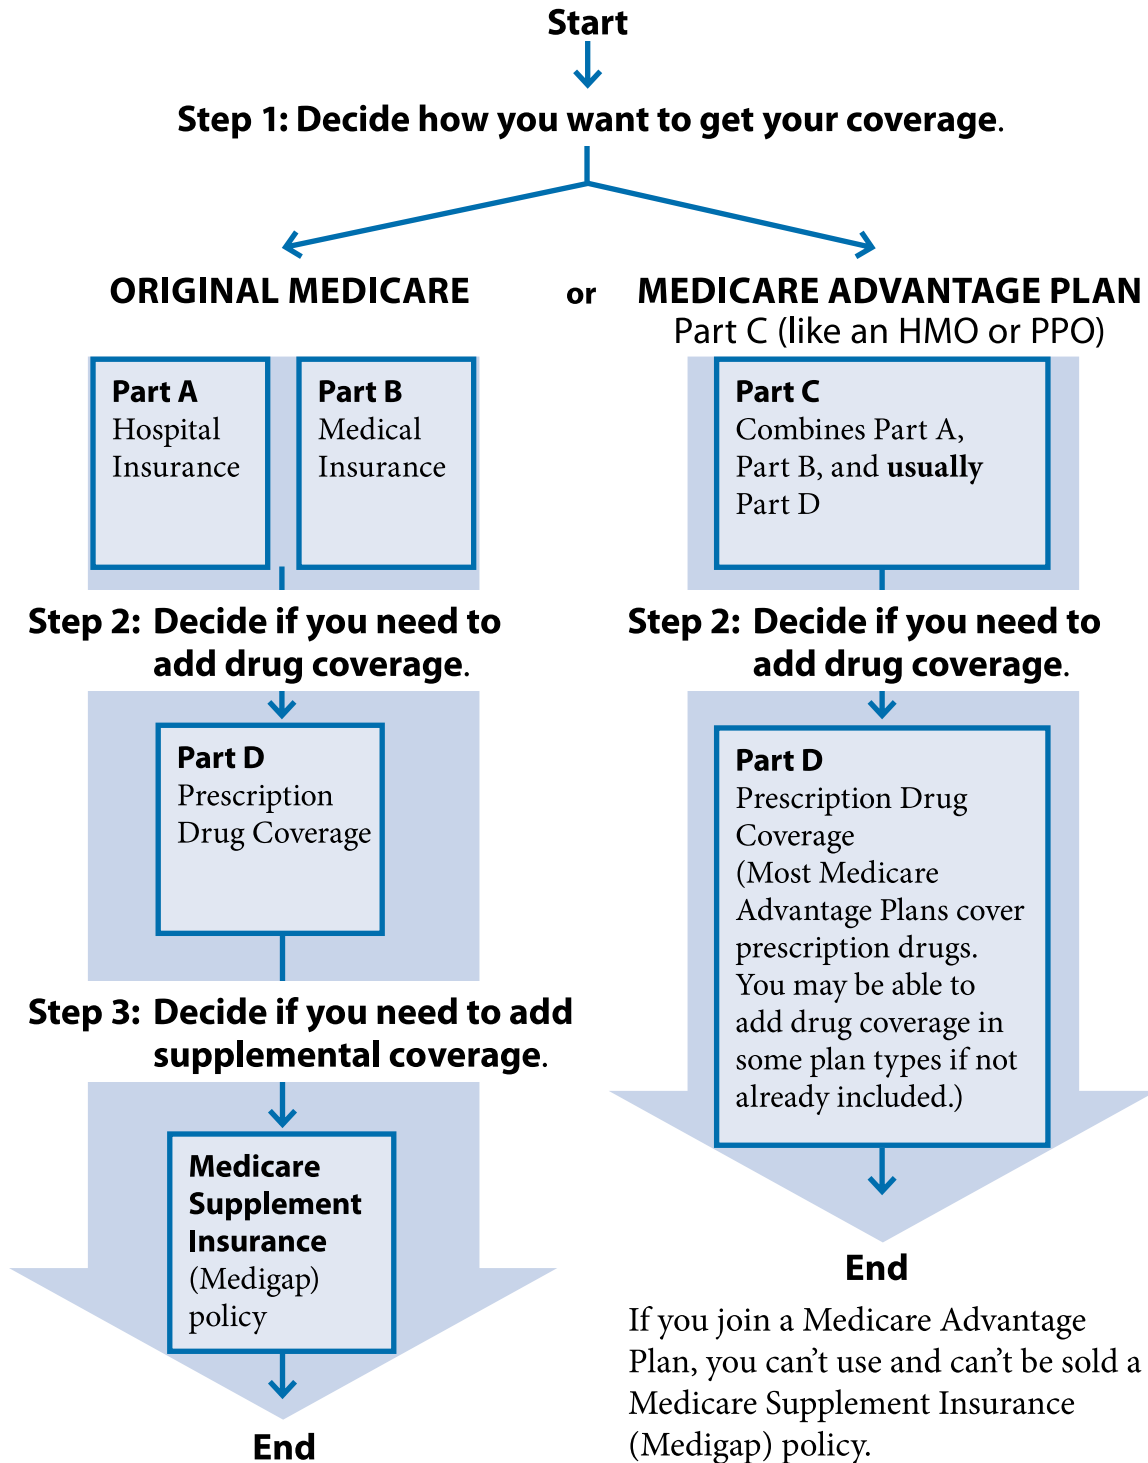 Start
Step 1: Decide how you want to get your coverage.
ORIGINAL MEDICARE
or
MEDICARE ADVANTAGE PLAN
Part C (like an HMO or PPO)
Part A
Hospital
Insurance
Part B
Medical
Insurance
Step 2: Decide if you need to
add drug coverage.
Part D
Prescription
Drug Coverage
Step 3: Decide if you need to add
supplemental coverage.
Medicare
Supplement
Insurance
(Medigap)
policy
End
Part C
Combines Part A,
Part B, and usually
Part D
Step 2: Decide if you need to
add drug coverage.
Part D
Prescription Drug
Coverage
(Most Medicare
Advantage Plans cover
prescription drugs.
You may be able to
add drug coverage in
some plan types if not
already included.)
End
If you join a Medicare Advantage
Plan, you can’t use and can’t be sold a
Medicare Supplement Insurance
(Medigap) policy.